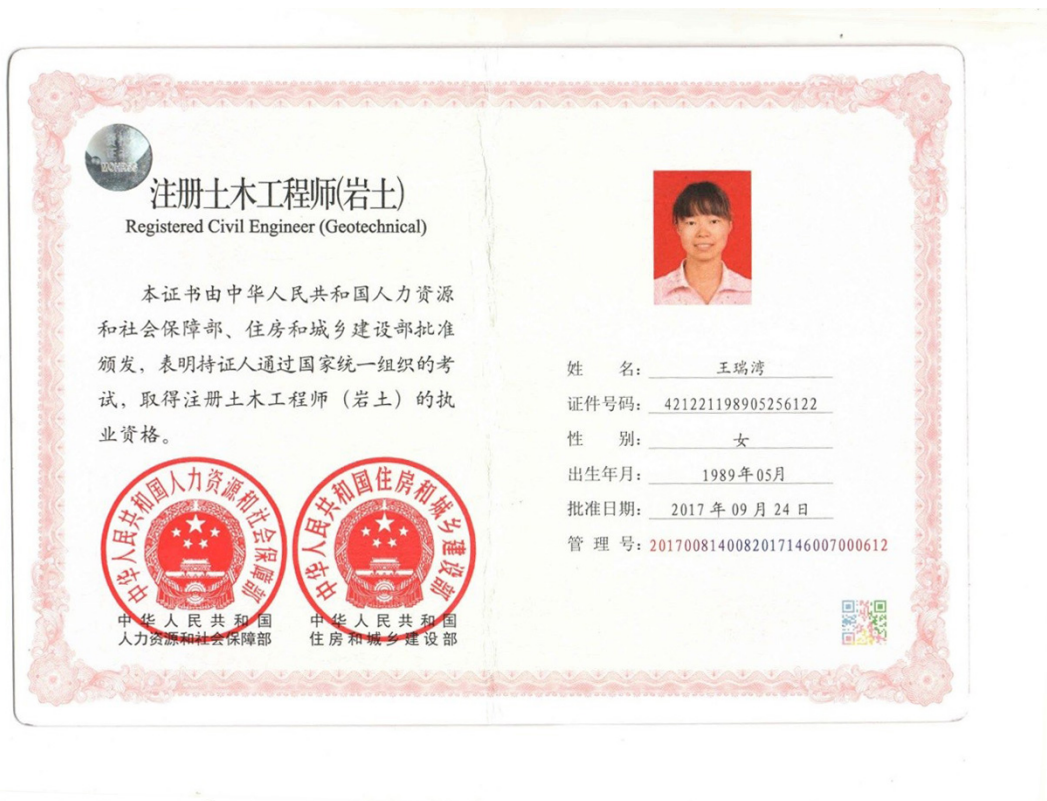 注册土木工程师(岩土)
Registered Civil Engineer (Geotechnical)
本证书由中华人民共和国人力资源
和社会保障部、住房和城乡建设部批准
颁发，表明持证人通过国家统一组织的考
试，取得注册土木工程师（岩土）的执
业资格。
中华人民共和国人力资源和社会保障部
中华人民共和国住房和城乡建设部
中华人民共和国
人力资源和社会保障部
中华人民共和国
住房和城乡建设部
姓 名：王瑞湾
证件号码：421221198905256122
性 别：女
出生年月：1989年05月
批准日期：2017年09月24日
管理号：2017008140082017146007000612